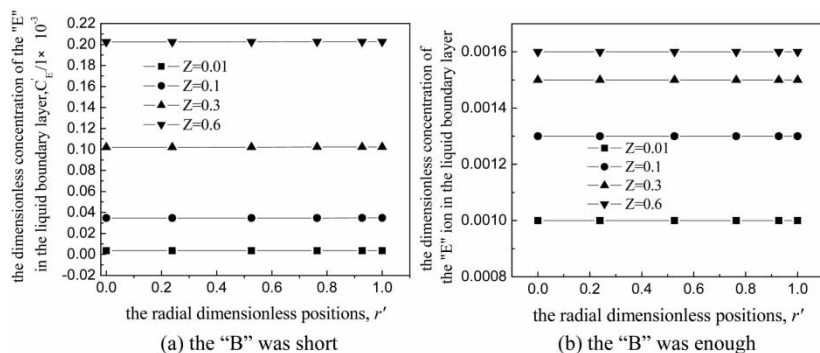 the dimensionless concentration of the "E"
in the liquid boundary layer, C'E/1× 10-3
0.22
0.20
0.18
0.16
0.14
0.12
0.10
0.08
0.06
0.04
0.02
0.00
-0.02
Z=0.01
Z=0.1
Z=0.3
Z=0.6
0.0 0.2 0.4 0.6 0.8 1.0
the radial dimensionless positions, r'
(a) the “B” was short
the dimensionless concentration of
the "E" ion in the liquid boundary layer
0.0016
0.0014
0.0012
0.0010
0.0008
Z=0.01
Z=0.1
Z=0.3
Z=0.6
0.0 0.2 0.4 0.6 0.8 1.0
the radial dimensionless positions, r'
(b) the “B” was enough